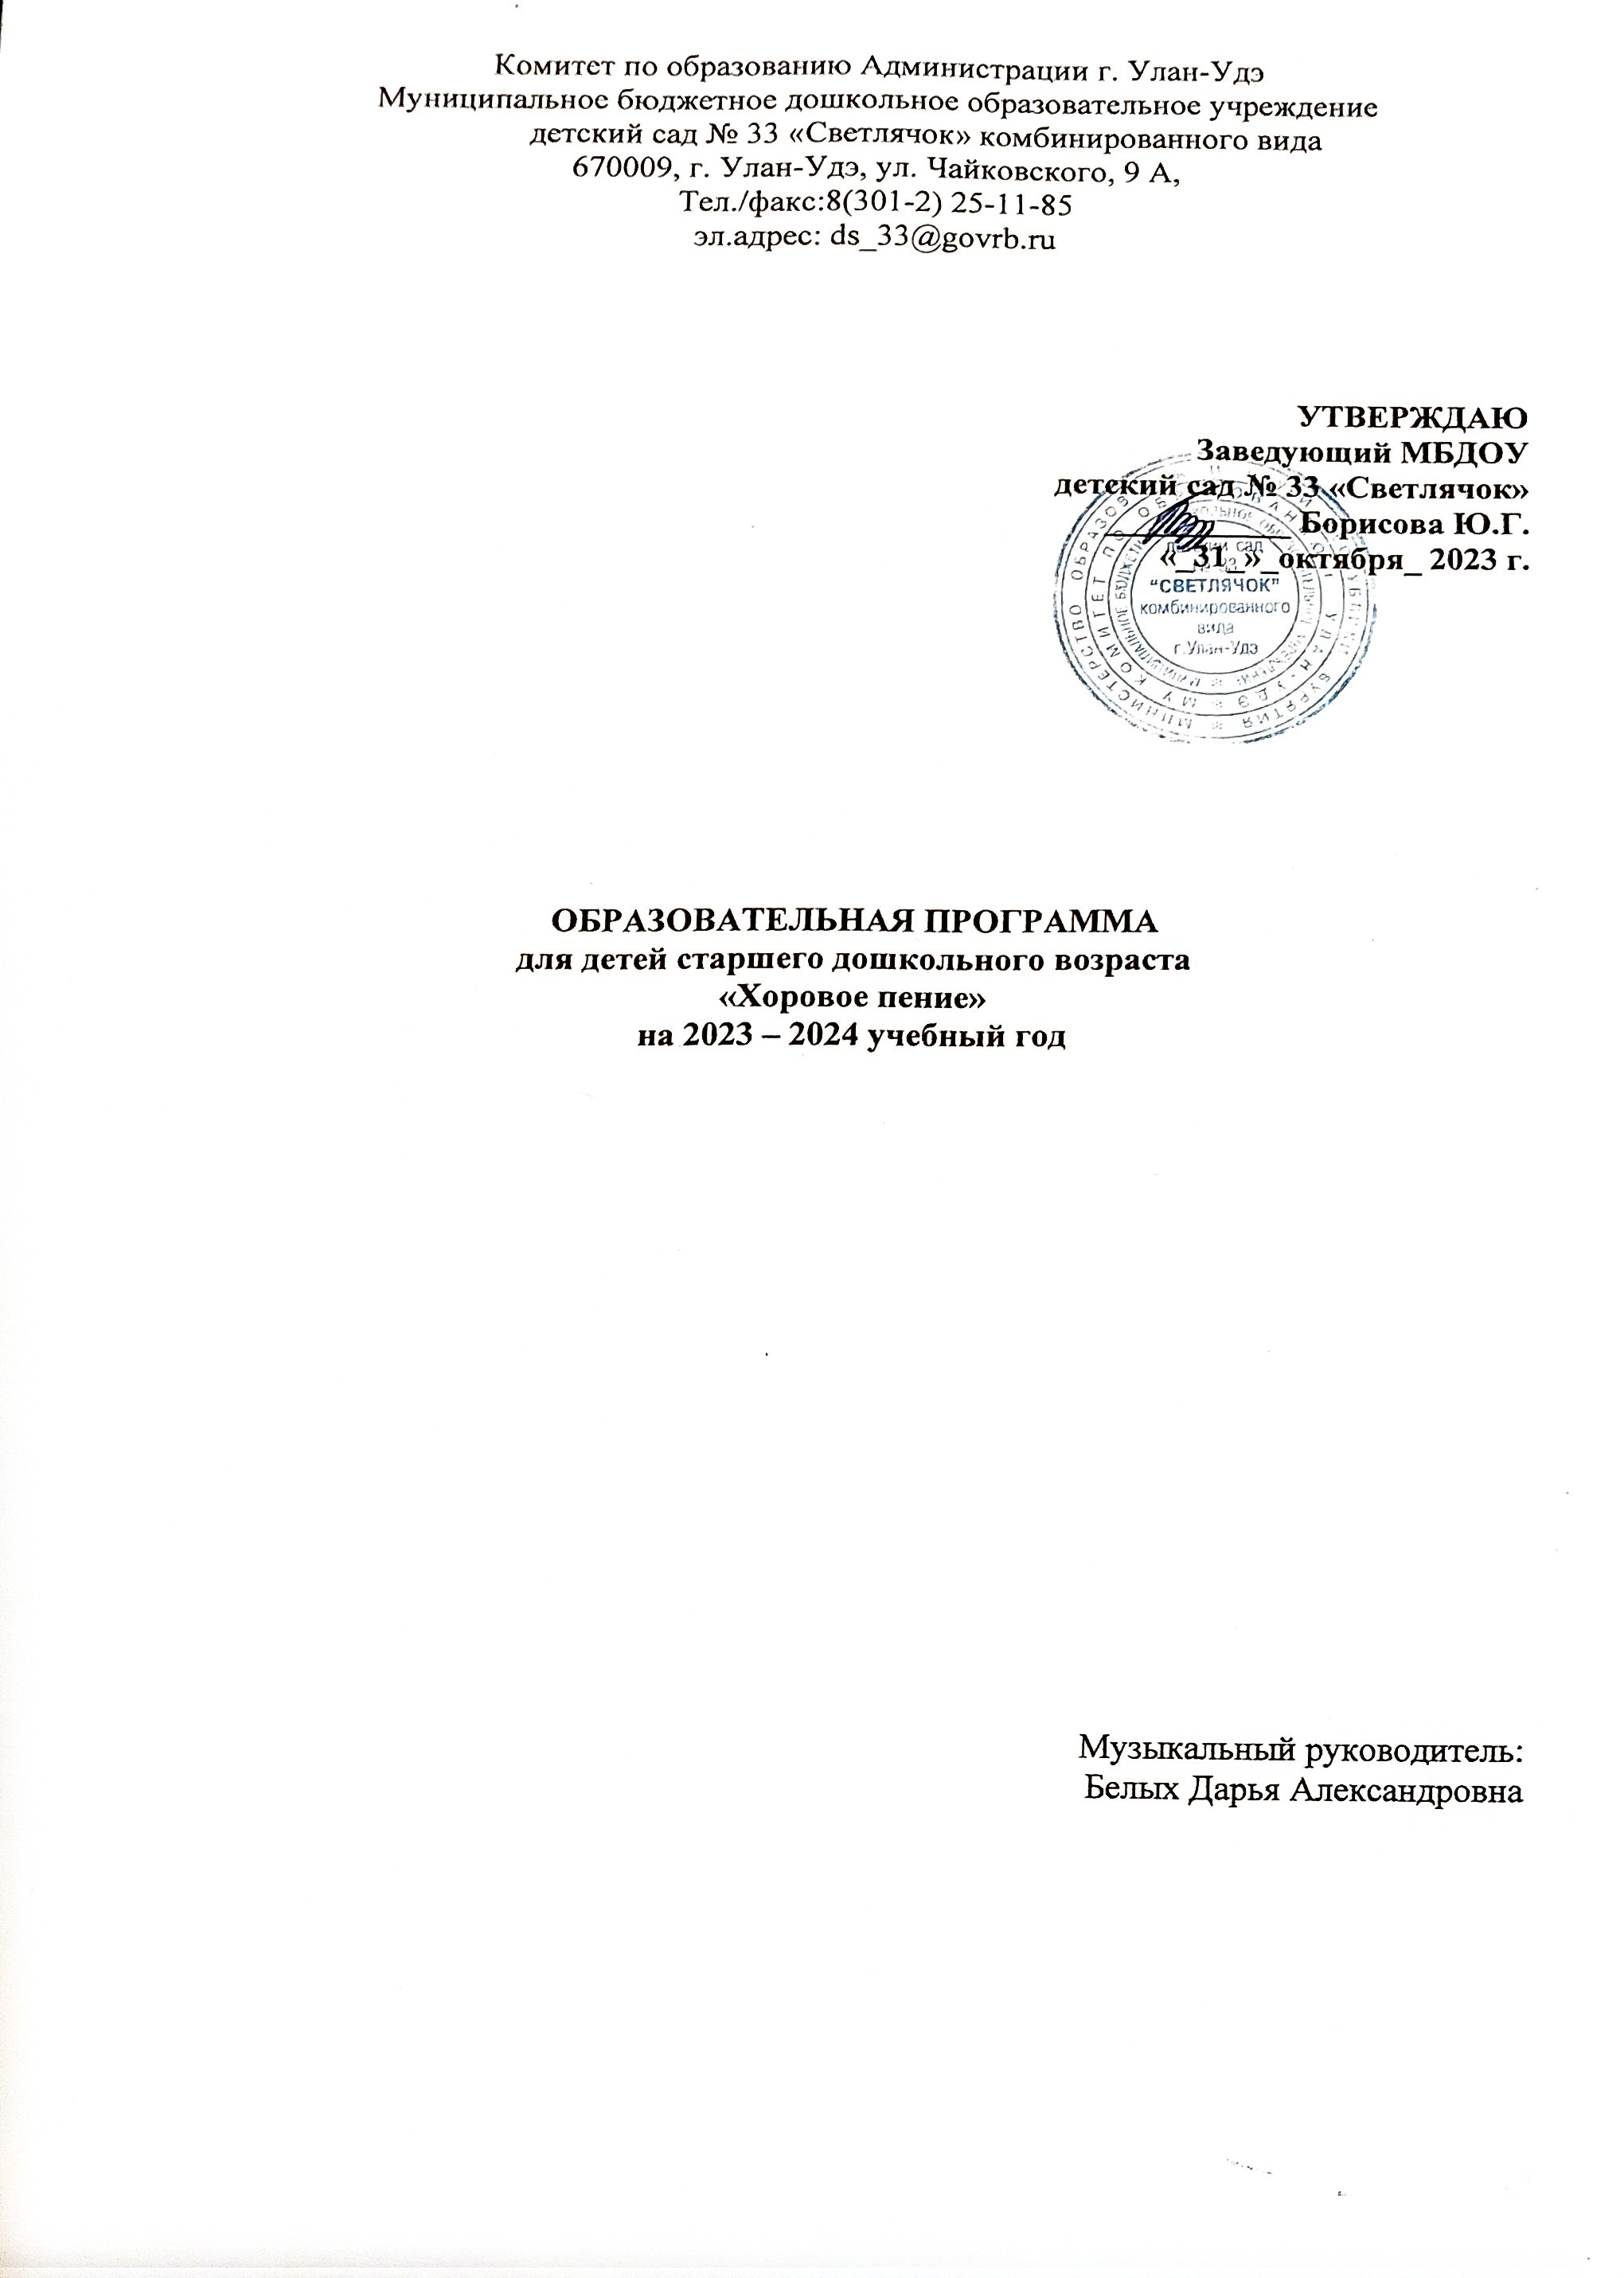 Комитет по образованию Администрации г. Улан-Удэ
Муниципальное бюджетное дошкольное образовательное учреждение
детский сад № 33 «Светлячок» комбинированного вида
670009, г. Улан-Удэ, ул. Чайковского, 9 А,
Тел./факс:8(301-2) 25-11-85
эл.адрес: ds_33@govrb.ru
УТВЕРЖДАЮ
Заведующий МБДОУ
детский сад № 33 «Светлячок»
____________ Борисова Ю.Г.
«_31_»_октября_ 2023 г.
сад
“СВЕТЛЯЧОК”
комбинированного
вида
г.Улан-Удэ
ОБРАЗОВАТЕЛЬНАЯ ПРОГРАММА
для детей старшего дошкольного возраста
«Хоровое пение»
на 2023 – 2024 учебный год
Музыкальный руководитель:
Белых Дарья Александровна